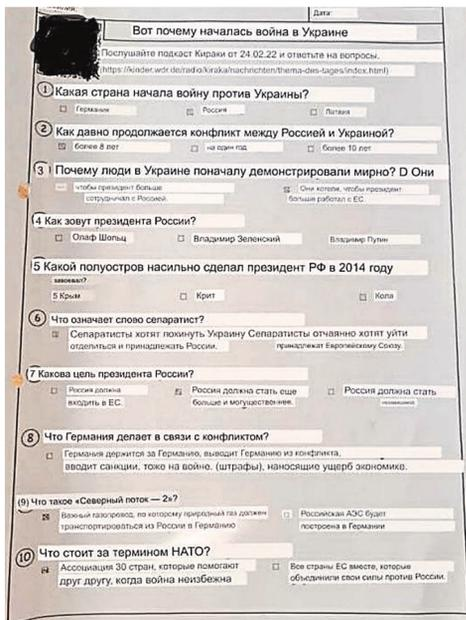 Дата:
Вот почему началась война в Украине
Послушайте подкаст Кираки от 24.02.22 и ответьте на вопросы.
(https://kinder.wdr.de/radio/kiraka/nachrichten/thema-des-tages/index.html)
1 Какая страна начала войну против Украины?
Германия Россия Латвия
2 Как давно продолжается конфликт между Россией и Украиной?
более 8 лет на один год более 10 лет
3) Почему люди в Украине поначалу демонстрировали мирно? D Они
чтобы президент больше Они хотели, чтобы президент
сотрудничал с Россией. больше работал с ЕС.
(4 Как зовут президента России?
Олаф Шольц Владимир Зеленский Владимир Путин
5 Какой полуостров насильно сделал президент РФ в 2014 году
завоевал?
5 Крым Крит Кола
6 Что означает слово сепаратист?
Сепаратисты хотят покинуть Украину Сепаратисты отчаянно хотят уйти
отделиться и принадлежать России. принадлежат Европейскому Союзу.
7 Какова цель президента России?
Россия должна Россия должна стать еще Россия должна стать
входить в ЕС. больше и могущественнее.
8 Что Германия делает в связи с конфликтом?
Германия держится за Германию, выводит Германию из конфликта,
вводит санкции, тоже на войне. (штрафы), наносящие ущерб экономике.
(9) Что такое «Северный поток — 2»?
Важный газопровод, по которому природный газ должен Российская АЭС будет
транспортироваться из России в Германию построена в Германии
10 Что стоит за термином НАТО?
Ассоциация 30 стран, которые помогают Все страны ЕС вместе, которые
друг другу, когда война неизбежна объединили свои силы против России.